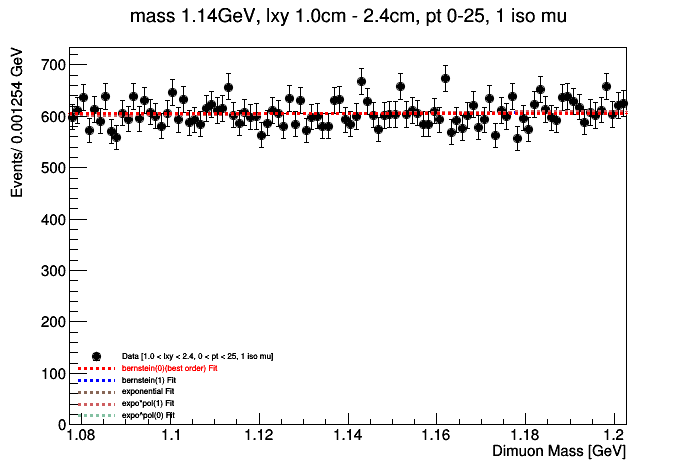 mass 1.14GeV, lxy 1.0cm - 2.4cm, pt 0-25, 1 iso mu
Events/ 0.001254 GeV
700
600
500
400
300
200
100
0
Data [1.0 < lxy < 2.4, 0 < pt < 25, 1 iso mu]
bernstein(0)(best order) Fit
bernstein(1) Fit
exponential Fit
expo*pol(1) Fit
expo*pol(0) Fit
1.08 1.1 1.12 1.14 1.16 1.18 1.2
Dimuon Mass [GeV]